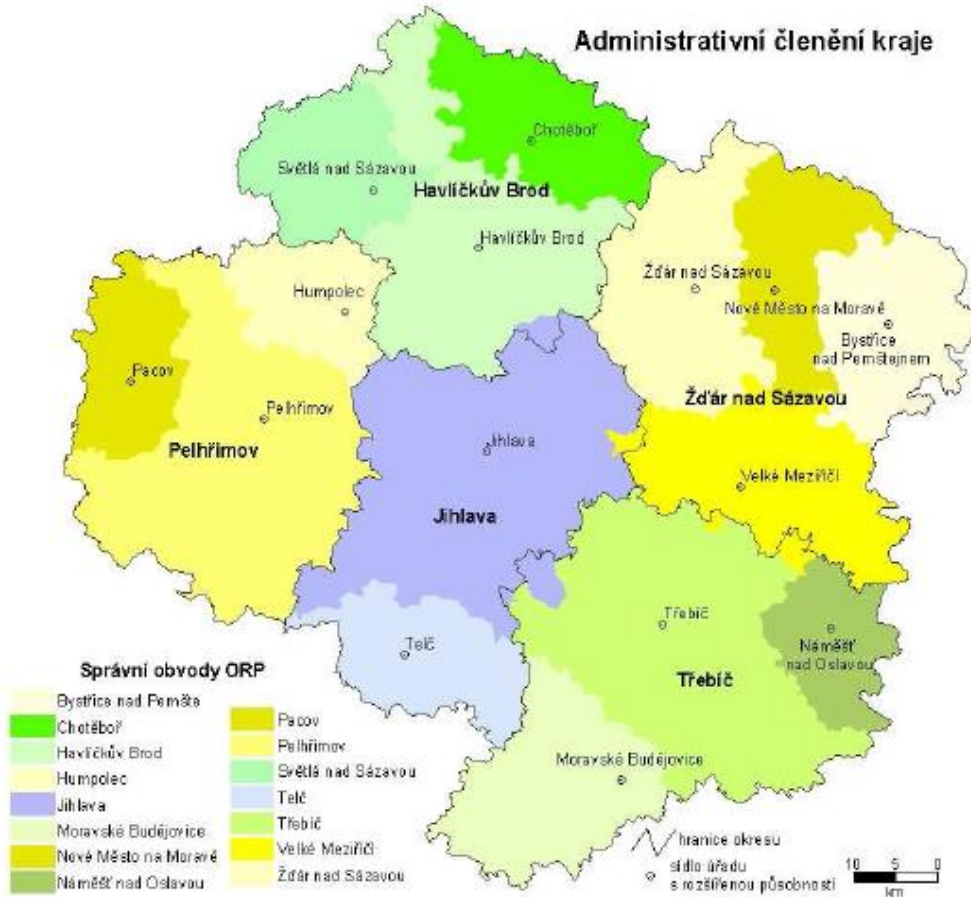 Administrativní členění kraje
Chotěboř
Světlá nad Sázavou
Havlíčkův Brod
Havlíčkův Brod
Žďár nad Sázavou
Humpolec
Nové Město na Moravě
Bystřice
nad Pernštejnem
Pacov
Žďár nad Sázavou
Pelhřimov
Pelhřimov
Jihlava
Velké Meziříčí
Jihlava
Třebíč
Telč
Náměšť
nad Oslavou
Třebíč
Moravské Budějovice
Správní obvody ORP
Bystřice nad Pernště
Chotěboř
Havlíčkův Brod
Humpolec
Jihlava
Moravské Budějovice
Nové Město na Moravě
Náměšť nad Oslavou
Pacov
Pelhřimov
Světlá nad Sázavou
Telč
Třebíč
Velké Meziříčí
Žďár nad Sázavou
hranice okresu
sídlo úřadu
s rozšířenou působností
10 5 0
km